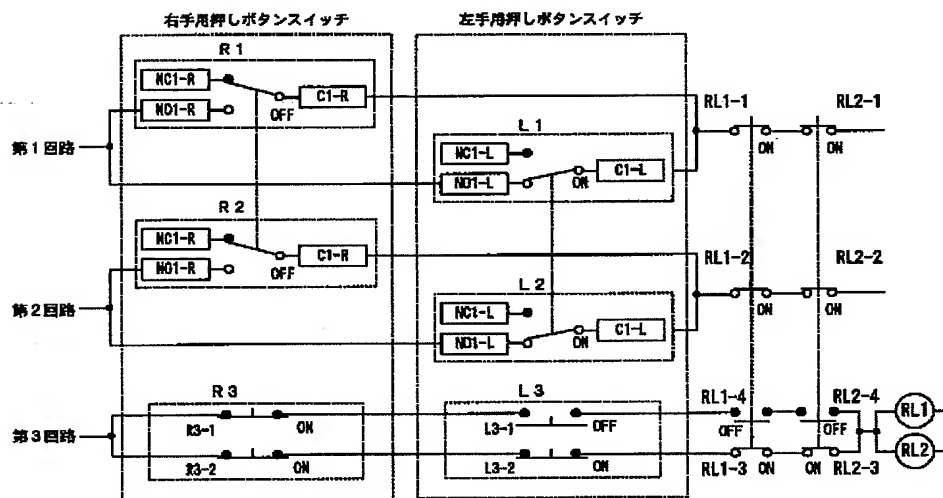 右手用押しボタンスイッチ
左手用押しボタンスイッチ
R1
NC1-R
NO1-R
OFF
C1-R
RL1-1
RL2-1
ON
ON
第1回路
L1
NC1-L
NO1-L
ON
C1-L
R2
NC1-R
NO1-R
OFF
C1-R
RL1-2
RL2-2
ON
ON
第2回路
L2
NC1-L
NO1-L
ON
C1-L
R3
L3
RL1-4
RL2-4
第3回路
R3-1
ON
L3-1
OFF
OFF
OFF
RL1
R3-2
ON
L3-2
ON
ON
ON
RL2
RL1-3
RL2-3